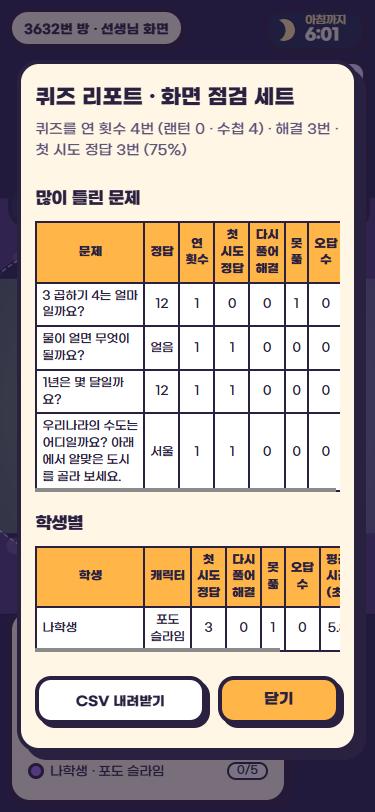 3632번 방 · 선생님 화면
아침까지
6:01
퀴즈 리포트 · 화면 점검 세트
퀴즈를 연 횟수 4번 (랜턴 0 · 수첩 4) · 해결 3번 ·
첫 시도 정답 3번 (75%)
많이 틀린 문제
문제 정답 연 횟수 첫 시도 정답 다시 풀어 해결 못 풂 오답 수
3 곱하기 4는 얼마일까요? 12 1 0 0 1 0
물이 얼면 무엇이 될까요? 얼음 1 1 0 0 0
1년은 몇 달일까요? 12 1 1 0 0 0
우리나라의 수도는 어디일까요? 아래에서 알맞은 도시를 골라 보세요. 서울 1 1 0 0 0
학생별
학생 캐릭터 첫 시도 정답 다시 풀어 해결 못 풂 오답 수
나학생 포도 슬라임 3 0 1 0
CSV 내려받기
닫기
나학생 · 포도 슬라임
0/5